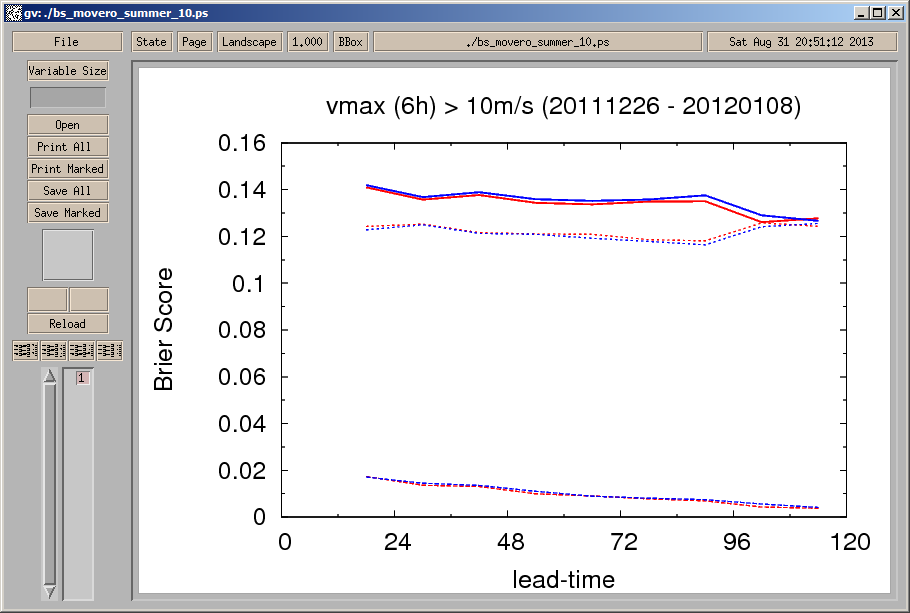 gv: ./bs_movero_summer_10.ps
File State Page Landscape 1.000 BBox ./bs_movero_summer_10.ps Sat Aug 31 20:51:12 2013
Variable Size
Open
Print All
Print Marked
Save All
Save Marked
Reload
1
vmax (6h) > 10m/s (20111226 - 20120108)
0.16
0.14
0.12
0.1
0.08
0.06
0.04
0.02
0
Brier Score
0 24 48 72 96 120
lead-time